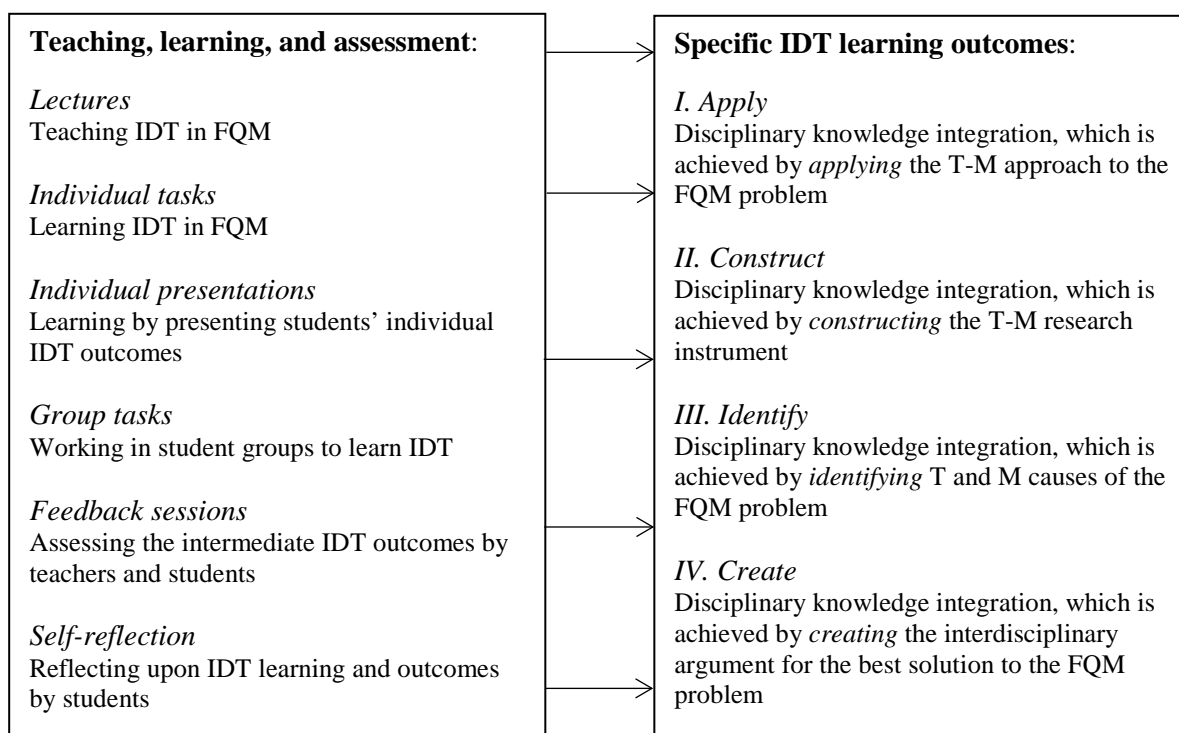 Teaching, learning, and assessment:
Lectures
Teaching IDT in FQM
Individual tasks
Learning IDT in FQM
Individual presentations
Learning by presenting students’ individual
IDT outcomes
Group tasks
Working in student groups to learn IDT
Feedback sessions
Assessing the intermediate IDT outcomes by
teachers and students
Self-reflection
Reflecting upon IDT learning and outcomes
by students
Specific IDT learning outcomes:
I. Apply
Disciplinary knowledge integration, which is
achieved by applying the T-M approach to the
FQM problem
II. Construct
Disciplinary knowledge integration, which is
achieved by constructing the T-M research
instrument
III. Identify
Disciplinary knowledge integration, which is
achieved by identifying T and M causes of the
FQM problem
IV. Create
Disciplinary knowledge integration, which is
achieved by creating the interdisciplinary
argument for the best solution to the FQM
problem